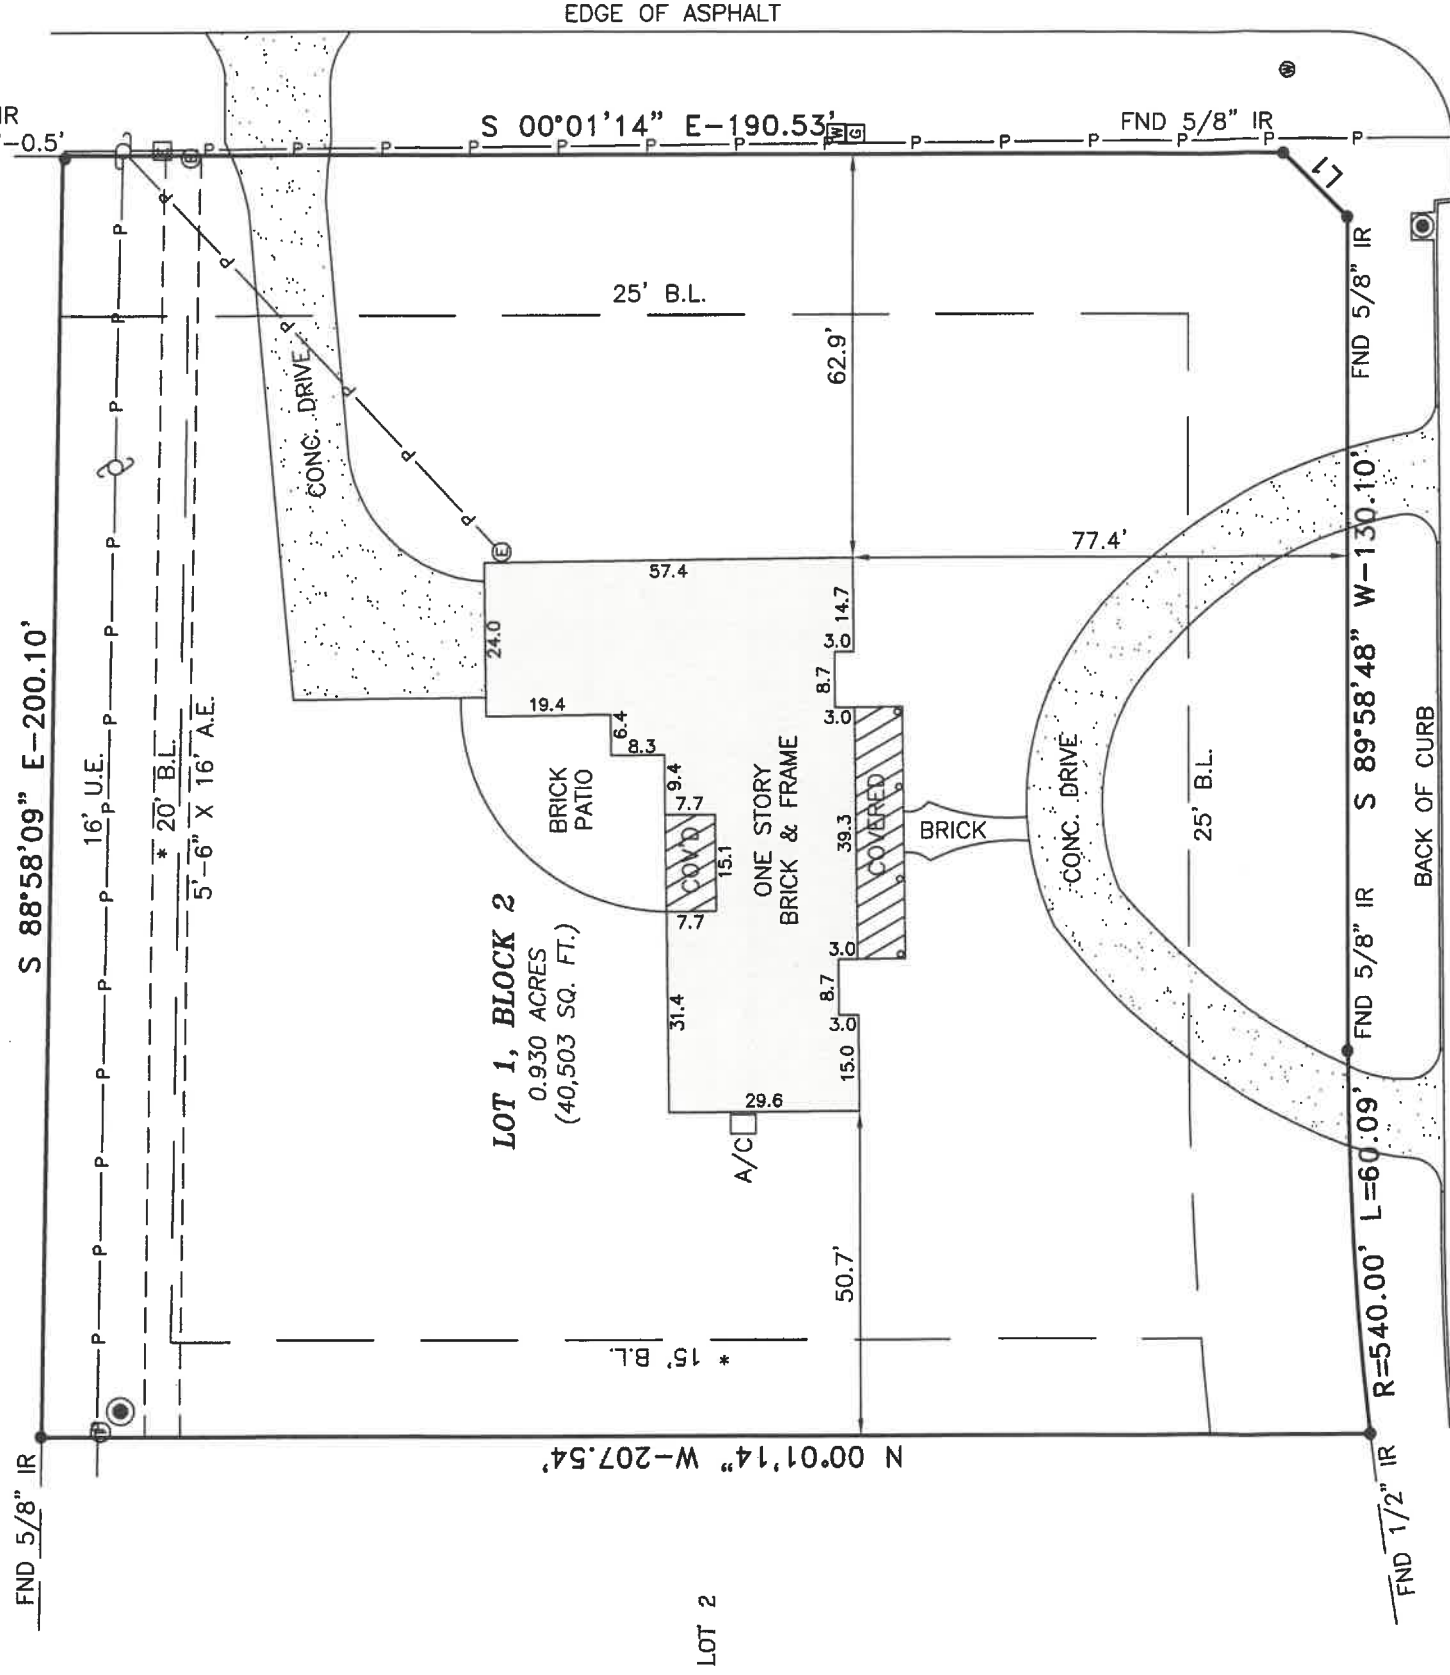 EDGE OF ASPHALT
IR
'-0.5'
S 00°01'14" E-190.53'
W
G
FND 5/8" IR
W
L1
E
P P P P P P P P P P P P
25' B.L.
FND 5/8" IR
CONC. DRIVE
62.9'
77.4'
E
57.4
24.0
14.7
3.0
8.7
3.0
19.4
6.4
8.3
9.4
7.7
15.1
7.7
COV'D
BRICK
PATIO
ONE STORY
BRICK & FRAME
39.3
COVERED
BRICK
CONC. DRIVE
25' B.L.
S 89°58'48" W-130.10'
BACK OF CURB
S 88°58'09" E-200.10'
16' U.E.
* 20' B.L.
5'-6" X 16' A.E.
LOT 1, BLOCK 2
0.930 ACRES
(40,503 SQ. FT.)
31.4
3.0
8.7
3.0
15.0
29.6
A/C
FND 5/8" IR
50.7'
* 15' B.L.
R=540.00' L=60.09'
N 00°01'14" W-207.54'
FND 5/8" IR
FND 1/2" IR
LOT 2